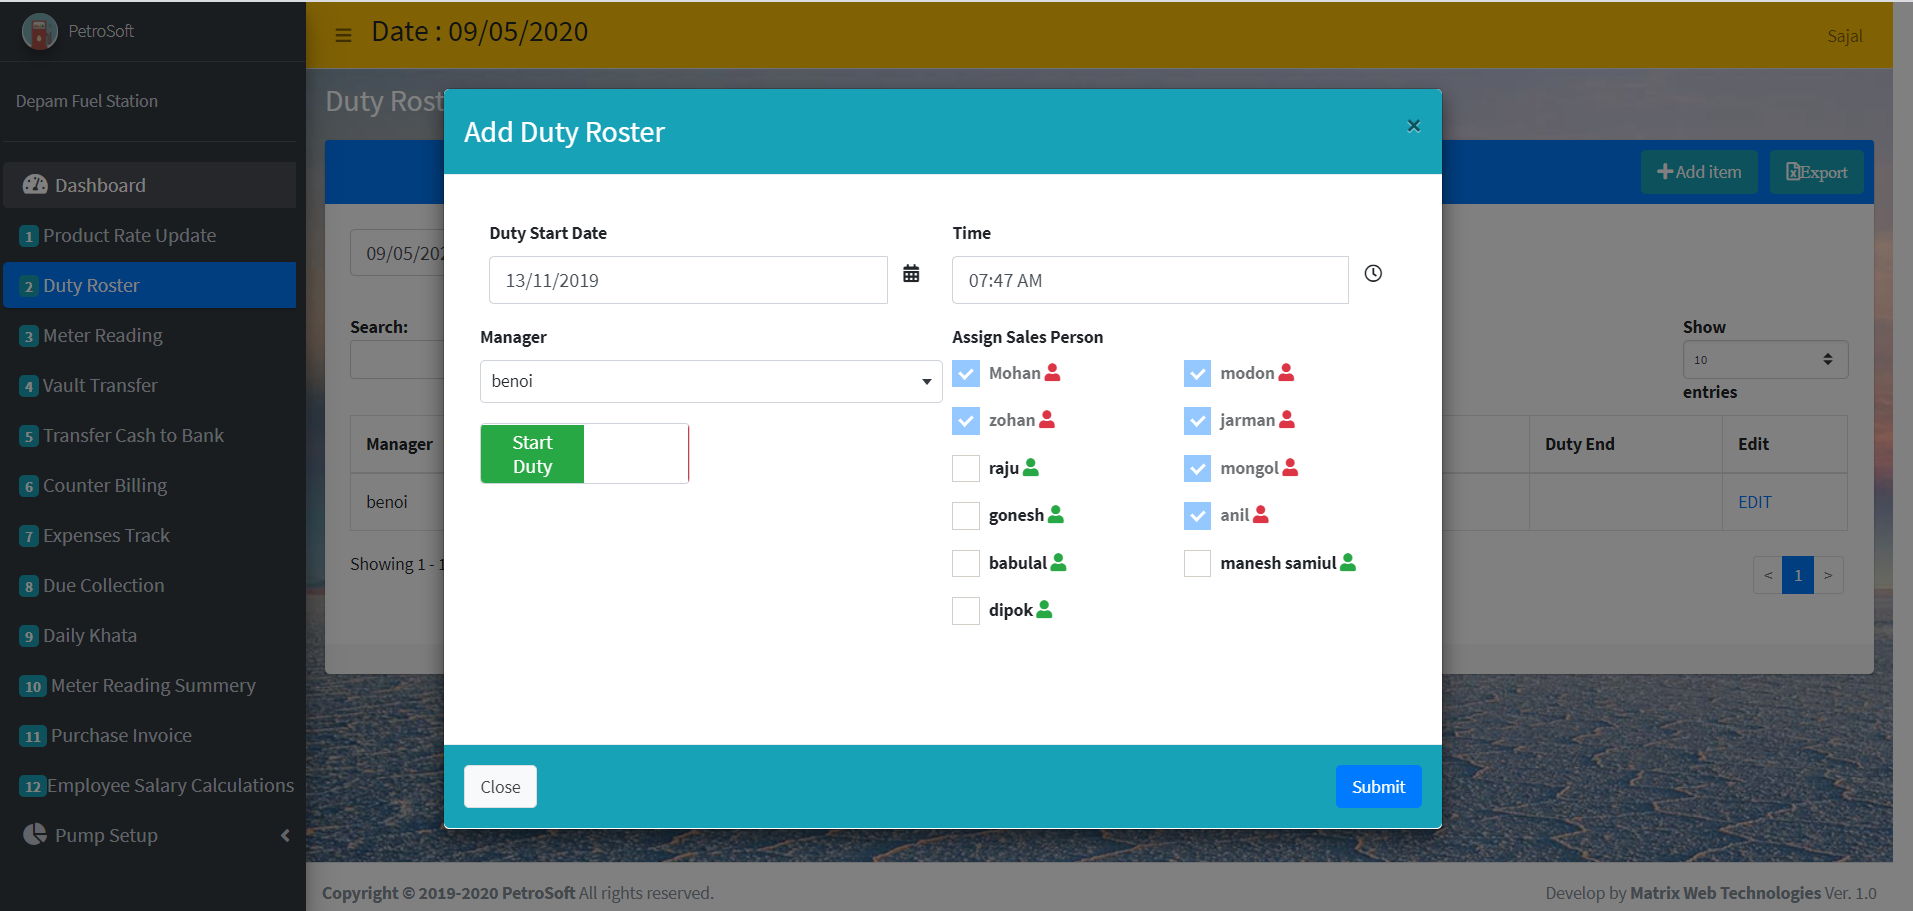 PetroSoft
Date : 09/05/2020
Sajal
Depam Fuel Station
Dashboard
1 Product Rate Update
2 Duty Roster
3 Meter Reading
4 Vault Transfer
5 Transfer Cash to Bank
6 Counter Billing
7 Expenses Track
8 Due Collection
9 Daily Khata
10 Meter Reading Summery
11 Purchase Invoice
12 Employee Salary Calculations
Pump Setup
Duty Rost
Add item
Export
09/05/202
Search:
Show
10
entries
Manager
Duty End
Edit
benoi
EDIT
Showing 1 - 1
< 1 >
Add Duty Roster
×
Duty Start Date
Time
13/11/2019
07:47 AM
Manager
Assign Sales Person
benoi
Start
Duty
Mohan
modon
zohan
jarman
raju
mongol
gonesh
anil
babulal
manesh samiul
dipok
Close
Submit
Copyright © 2019-2020 PetroSoft All rights reserved.
Develop by Matrix Web Technologies Ver. 1.0